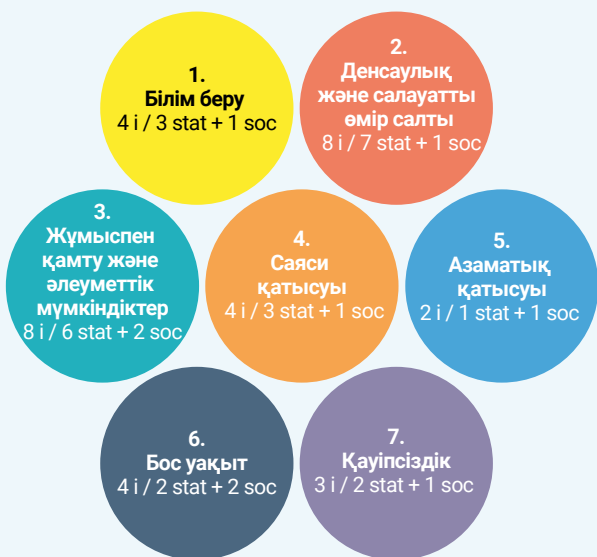 1.
Білім беру
4 i / 3 stat + 1 soc
2.
Денсаулық
және салауатты
өмір салты
8 i / 7 stat + 1 soc
3.
Жұмыспен
қамту және
әлеуметтік
мүмкіндіктер
8 i / 6 stat + 2 soc
4.
Саяси
қатысуы
4 i / 3 stat + 1 soc
5.
Азаматық
қатысуы
2 i / 1 stat + 1 soc
6.
Бос уақыт
4 i / 2 stat + 2 soc
7.
Қауіпсіздік
3 i / 2 stat + 1 soc